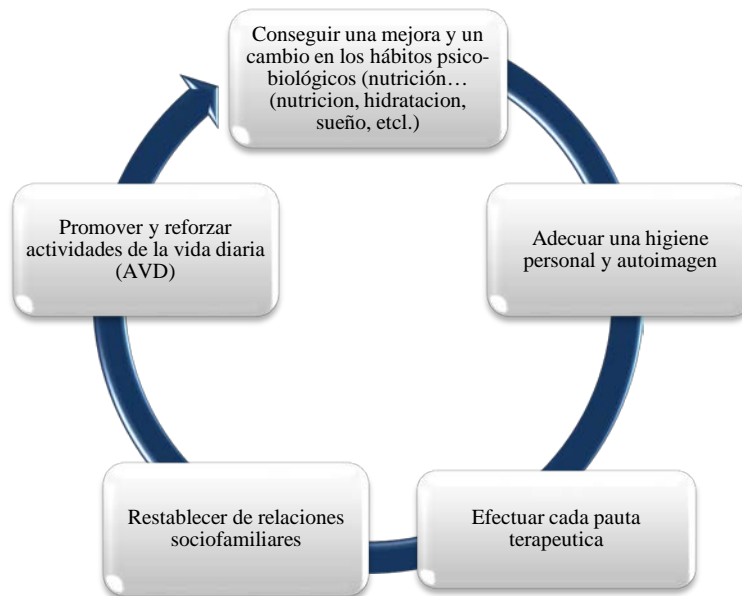 Conseguir una mejora y un
cambio en los hábitos psico-
biológicos (nutrición…
(nutricion, hidratacion,
sueño, etcl.)
Adecuar una higiene
personal y autoimagen
Efectuar cada pauta
terapeutica
Restablecer de relaciones
sociofamiliares
Promover y reforzar
actividades de la vida diaria
(AVD)